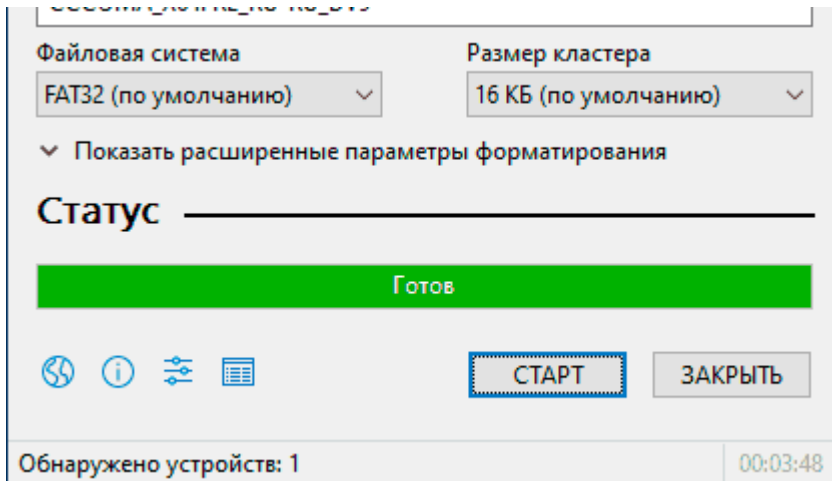 Файловая система
Размер кластера
FAT32 (по умолчанию)
16 КБ (по умолчанию)
Показать расширенные параметры форматирования
Статус
Готов
СТАРТ
ЗАКРЫТЬ
Обнаружено устройств: 1
00:03:48